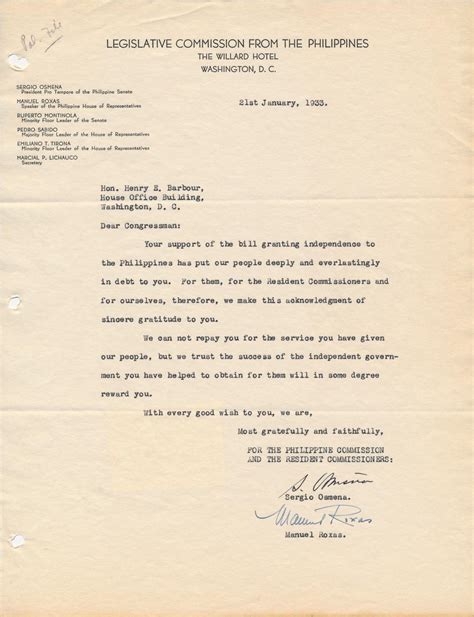 LEGISLATIVE COMMISSION FROM THE PHILIPPINES
THE WILLARD HOTEL
WASHINGTON, D. C.
SERGIO OSMENA
President Pro Tempore of the Philippine Senate
MANUEL ROXAS
Speaker of the Philippine House of Representatives
RUPERTO MONTINOLA
Minority Floor Leader of the Senate
PEDRO SABIDO
Majority Floor Leader of the House of Representatives
EMILIANO T. TIRONA
Minority Floor Leader of the House of Representatives
MARCIAL P. LICHAUCO
Secretary
21st January, 1933.
Hon. Henry E. Barbour,
House Office Building,
Washington, D. C.
Dear Congressman:
Your support of the bill granting independence to
the Philippines has put our people deeply and everlastingly
in debt to you. For them, for the Resident Commissioners and
for ourselves, therefore, we make this acknowledgment of
sincere gratitude to you.
We can not repay you for the service you have given
our people, but we trust the success of the independent govern-
ment you have helped to obtain for them will in some degree
reward you.
With every good wish to you, we are,
Most gratefully and faithfully,
FOR THE PHILIPPINE COMMISSION
AND THE RESIDENT COMMISSIONERS:
S. Osmeña
Sergio Osmena.
Manuel Roxas
Manuel Roxas.